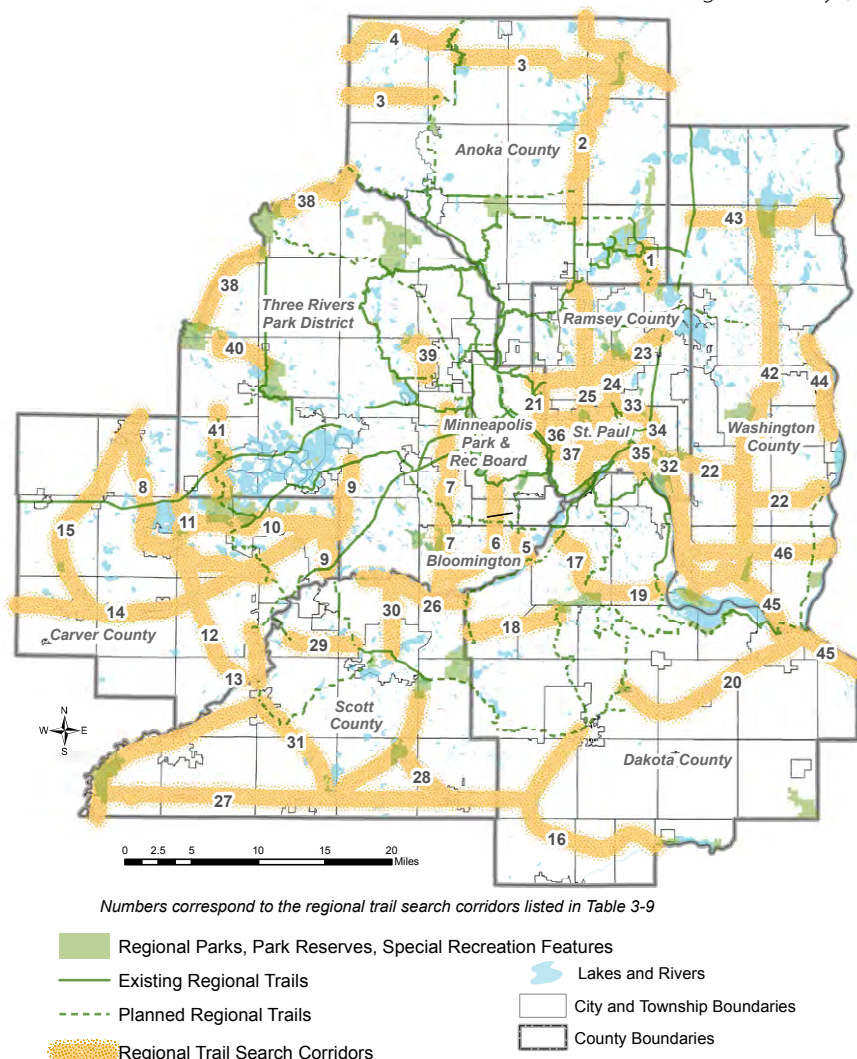 4
3
3
2
Anoka County
38
43
1
38
Three Rivers
Park District
Ramsey County
40
39
23
42
44
24
21
25
33
41
Minneapolis
Park &
Rec Board
St. Paul
34
Washington
County
36
37
35
32
22
8
9
7
22
15
11
10
9
7
6
5
Bloomington
17
46
14
30
26
19
45
Carver County
12
29
18
45
13
20
Scott
County
N
W
E
S
31
Dakota County
28
27
16
0 2.5 5 10 15 20
Miles
Numbers correspond to the regional trail search corridors listed in Table 3-9
Regional Parks, Park Reserves, Special Recreation Features
Existing Regional Trails
Lakes and Rivers
Planned Regional Trails
City and Township Boundaries
Regional Trail Search Corridors
County Boundaries